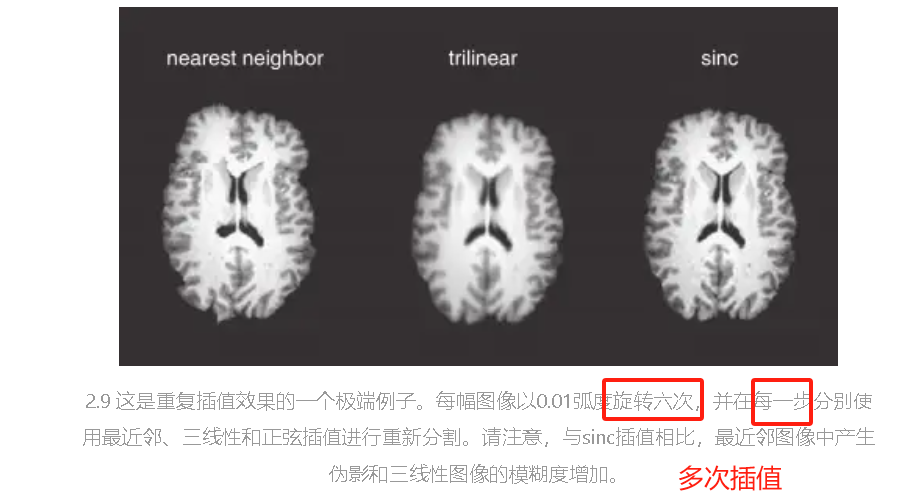 nearest neighbor trilinear sinc
2.9 这是重复插值效果的一个极端例子。每幅图像以0.01弧度旋转六次，并在每一步分别使
用最近邻、三线性和正弦插值进行重新分割。请注意，与sinc插值相比，最近邻图像中产生
伪影和三线性图像的模糊度增加。
多次插值